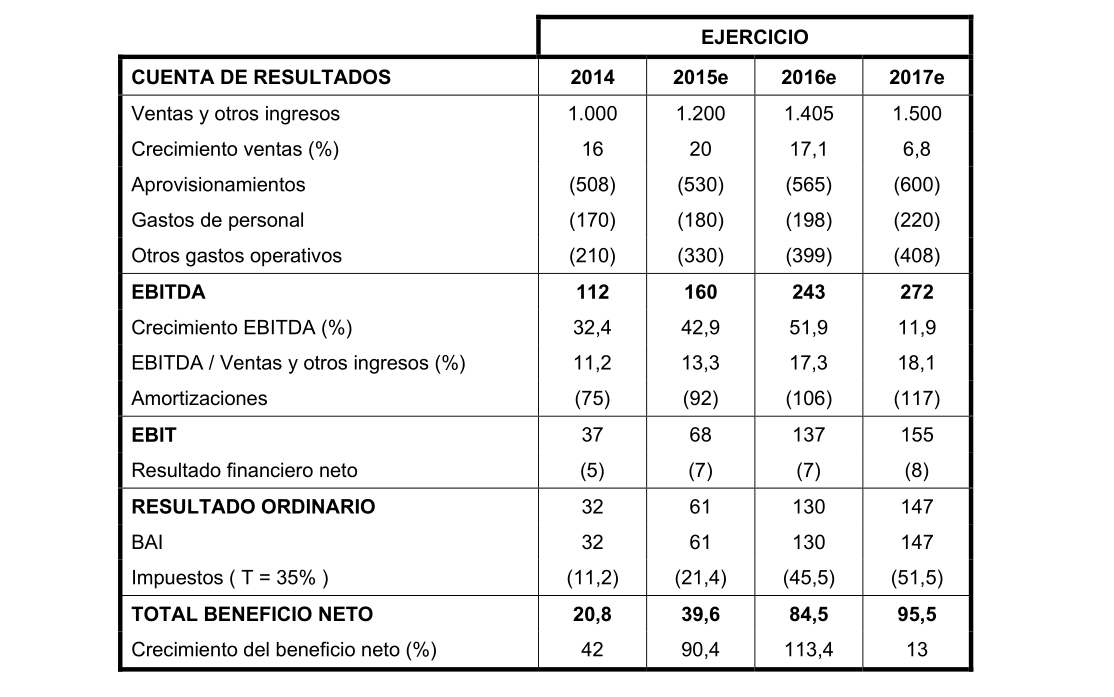 EJERCICIO
CUENTA DE RESULTADOS 2014 2015e 2016e 2017e
Ventas y otros ingresos 1.000 1.200 1.405 1.500
Crecimiento ventas (%) 16 20 17,1 6,8
Aprovisionamientos (508) (530) (565) (600)
Gastos de personal (170) (180) (198) (220)
Otros gastos operativos (210) (330) (399) (408)
EBITDA 112 160 243 272
Crecimiento EBITDA (%) 32,4 42,9 51,9 11,9
EBITDA / Ventas y otros ingresos (%) 11,2 13,3 17,3 18,1
Amortizaciones (75) (92) (106) (117)
EBIT 37 68 137 155
Resultado financiero neto (5) (7) (7) (8)
RESULTADO ORDINARIO 32 61 130 147
BAI 32 61 130 147
Impuestos ( T = 35% ) (11,2) (21,4) (45,5) (51,5)
TOTAL BENEFICIO NETO 20,8 39,6 84,5 95,5
Crecimiento del beneficio neto (%) 42 90,4 113,4 13